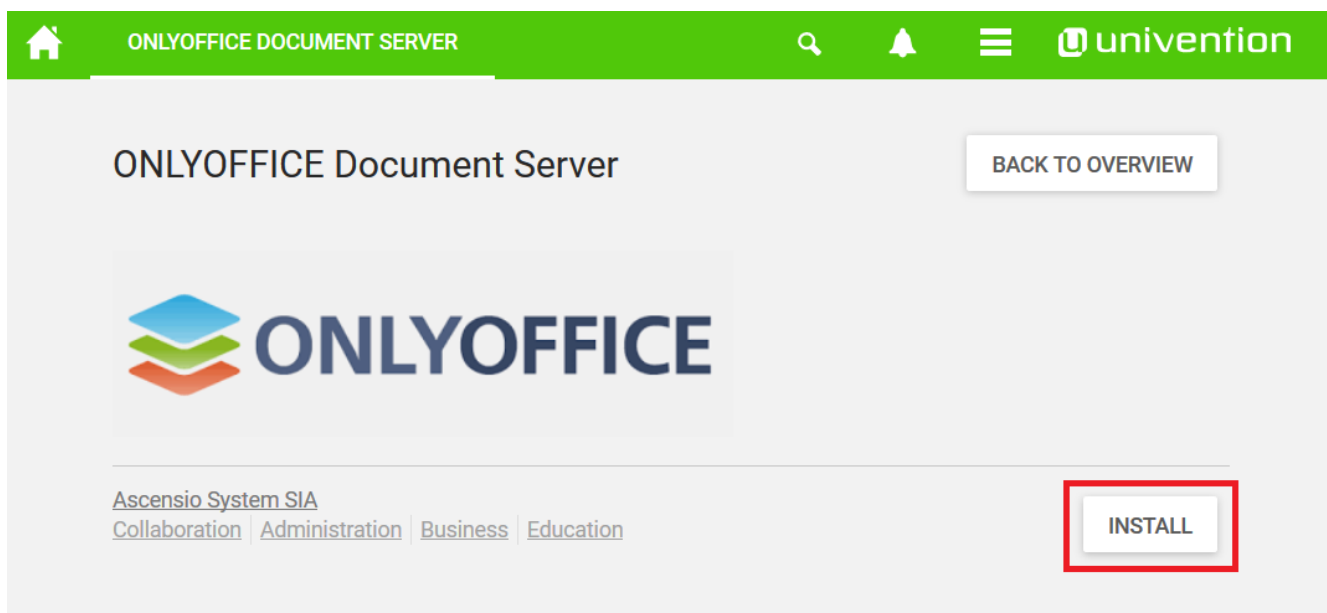 ONLYOFFICE DOCUMENT SERVER
univention
ONLYOFFICE Document Server
BACK TO OVERVIEW
ONLYOFFICE
Ascensio System SIA
Collaboration Administration Business Education
INSTALL